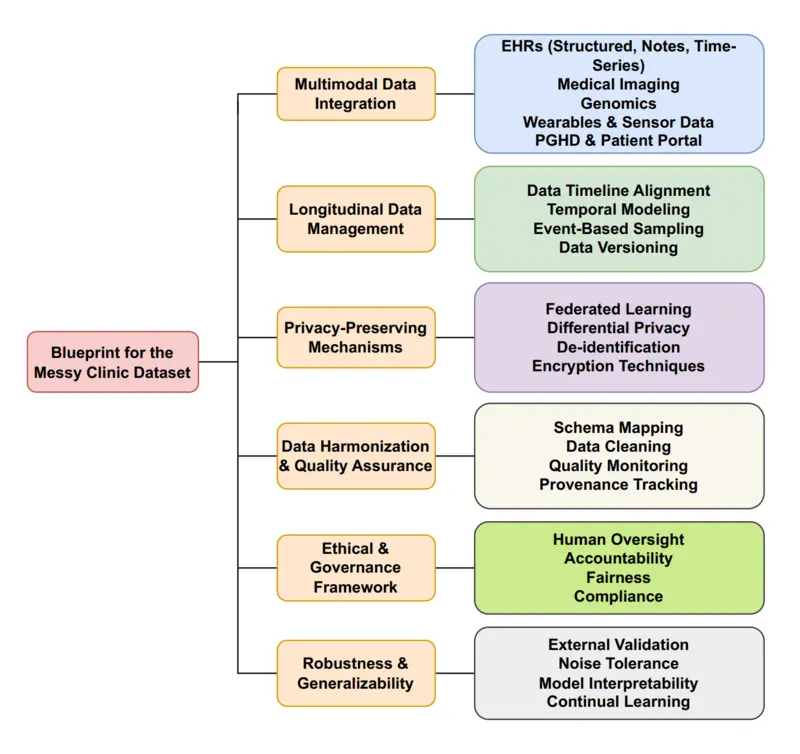 Blueprint for the
Messy Clinic Dataset
Multimodal Data
Integration
EHRs (Structured, Notes, Time-
Series)
Medical Imaging
Genomics
Wearables & Sensor Data
PGHD & Patient Portal
Longitudinal Data
Management
Data Timeline Alignment
Temporal Modeling
Event-Based Sampling
Data Versioning
Privacy-Preserving
Mechanisms
Federated Learning
Differential Privacy
De-identification
Encryption Techniques
Data Harmonization
& Quality Assurance
Schema Mapping
Data Cleaning
Quality Monitoring
Provenance Tracking
Ethical &
Governance
Framework
Human Oversight
Accountability
Fairness
Compliance
Robustness &
Generalizability
External Validation
Noise Tolerance
Model Interpretability
Continual Learning